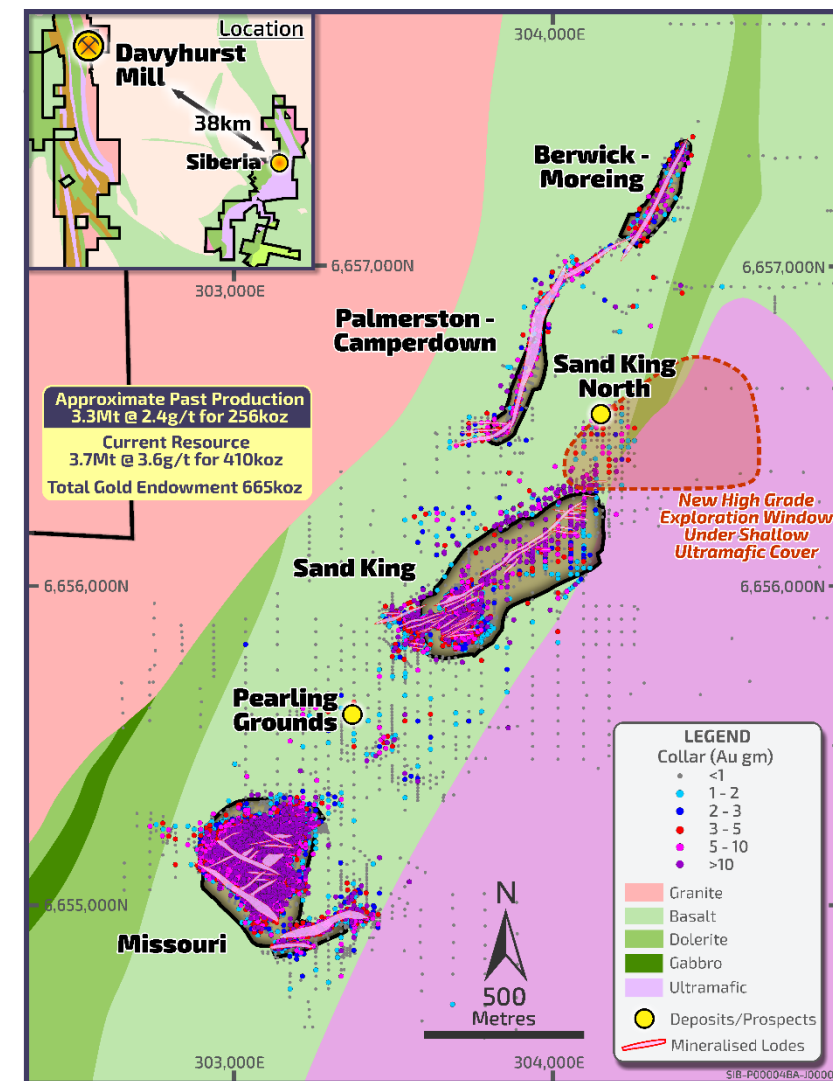 Location
Davyhurst
Mill
38km
Siberia
304,000E
Berwick -
Moreing
6,657,000N
6,657,000N
303,000E
Palmerston -
Camperdown
Sand King
North
Approximate Past Production
3.3Mt @ 2.4g/t for 256koz
Current Resource
3.7Mt @ 3.6g/t for 410koz
Total Gold Endowment 665koz
New High Grade
Exploration Window
Under Shallow
Ultramafic Cover
Sand King
6,656,000N
6,656,000N
Pearling
Grounds
LEGEND
Collar (Au gm)
<1
1 - 2
2 - 3
3 - 5
5 - 10
>10
Granite
Basalt
Dolerite
Gabbro
Ultramafic
Deposits/Prospects
Mineralised Lodes
6,655,000N
Missouri
N
500
Metres
303,000E
304,000E